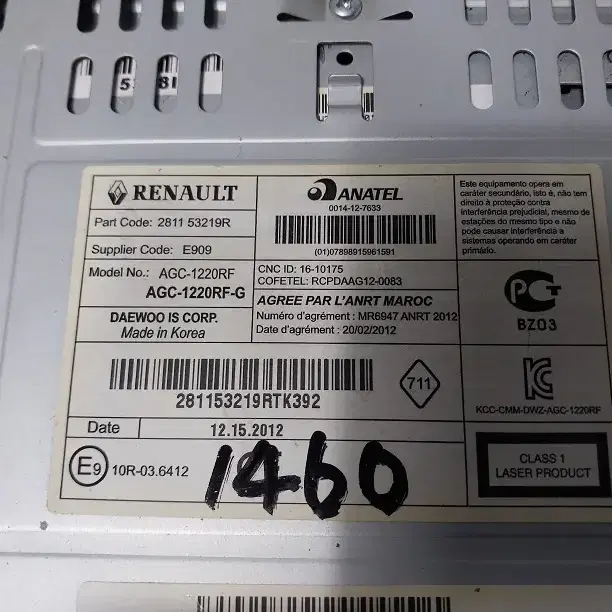 5 8I
RENAULT
Part Code: 2811 53219R
Supplier Code: E909
Model No.: AGC-1220RF
AGC-1220RF-G
DAEWOO IS CORP.
Made in Korea
ANATEL
0014-12-7633
(01)07898915961591
CNC ID: 16-10175
COFETEL: RCPDAAG12-0083
AGREE PAR L'ANRT MAROC
Numéro d'agrément : MR6947 ANRT 2012
Date d'agrément : 20/02/2012
Este equipamento opera em
caráter secundário, isto é, não tem
direito à proteção contra
interferência prejudicial, mesmo de
estações do mesmo tipo e não
pode causar interferência a
sistemas operando em caráter
primário.
PCT
BZ03
281153219RTK392
711
KC
KCC-CMM-DWZ-AGC-1220RF
Date 12.15.2012
E9 10R-03.6412
1460
CLASS 1
LASER PRODUCT